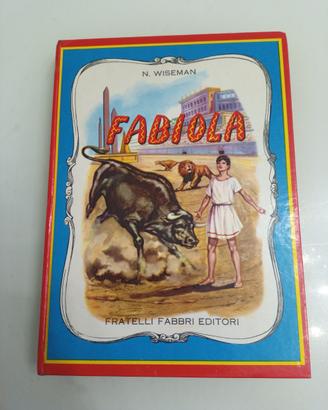 N. WISEMAN
FABIOLA
FRATELLI FABBRI EDITORI